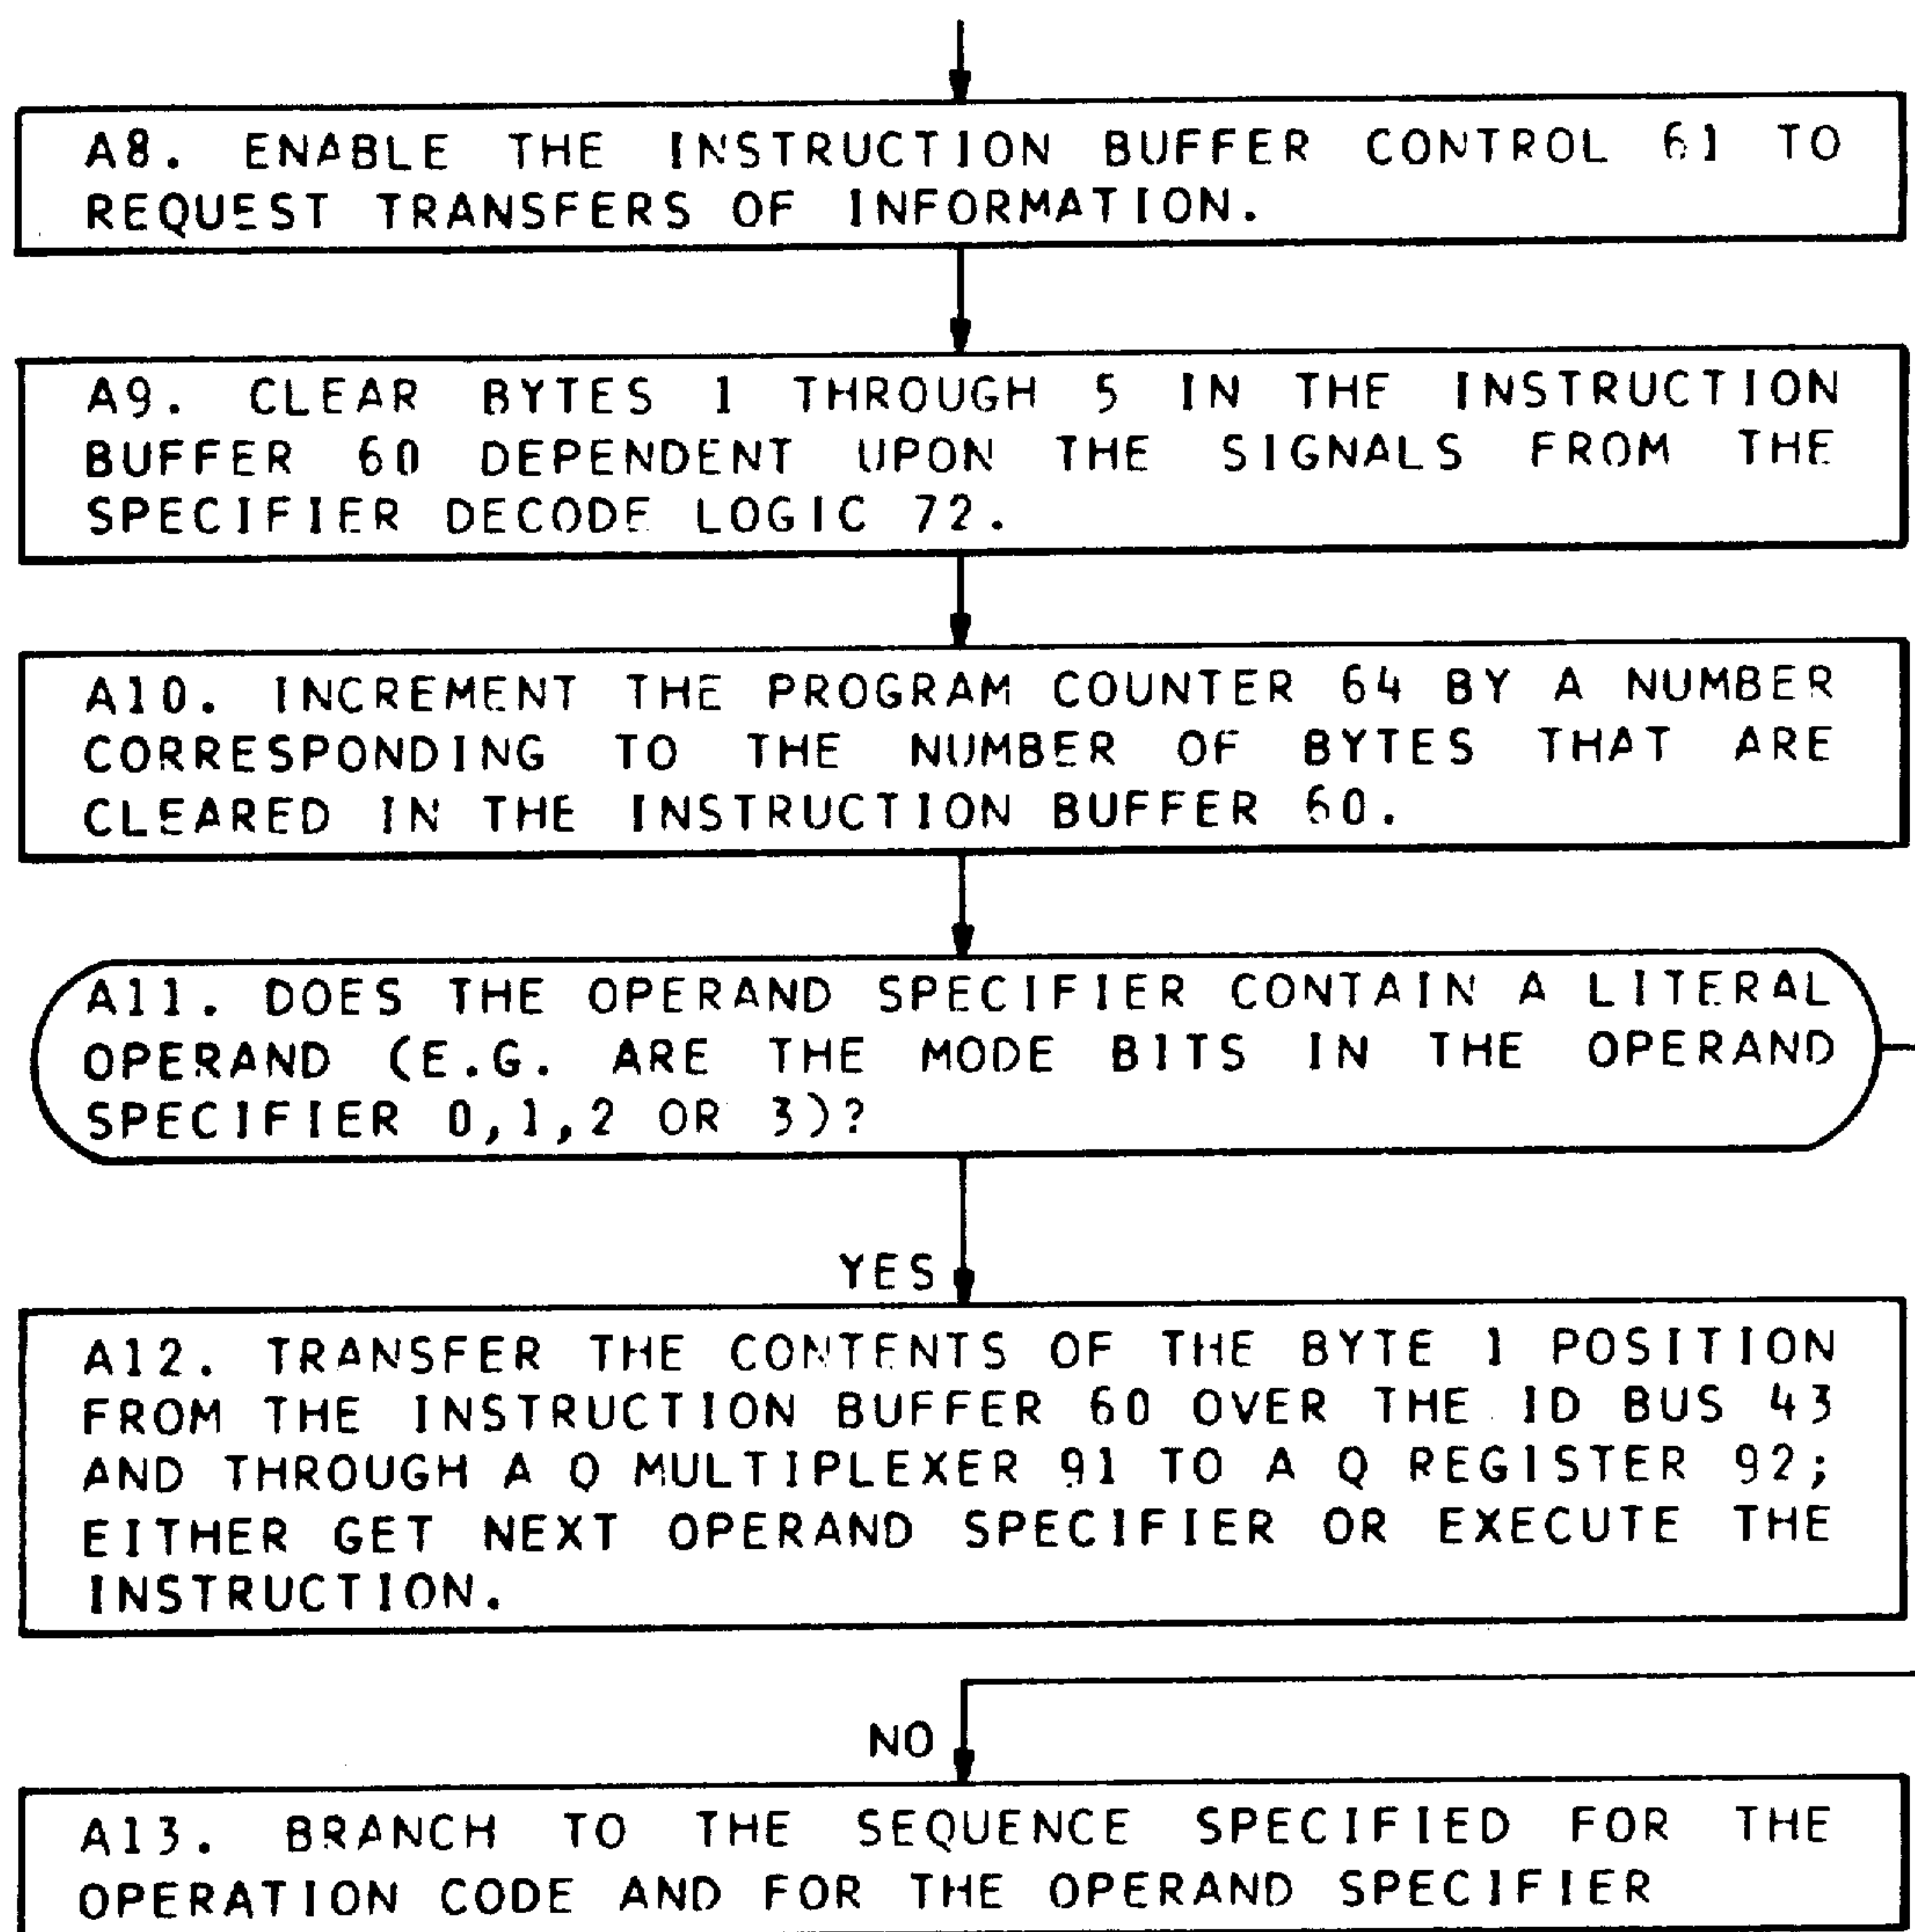 A8. ENABLE THE INSTRUCTION BUFFER CONTROL 61 TO
REQUEST TRANSFERS OF INFORMATION.
A9. CLEAR BYTES 1 THROUGH 5 IN THE INSTRUCTION
BUFFER 60 DEPENDENT UPON THE SIGNALS FROM THE
SPECIFIER DECODE LOGIC 72.
A10. INCREMENT THE PROGRAM COUNTER 64 BY A NUMBER
CORRESPONDING TO THE NUMBER OF BYTES THAT ARE
CLEARED IN THE INSTRUCTION BUFFER 60.
A11. DOES THE OPERAND SPECIFIER CONTAIN A LITERAL
OPERAND (E.G. ARE THE MODE BITS IN THE OPERAND
SPECIFIER 0,1,2 OR 3)?
YES
A12. TRANSFER THE CONTENTS OF THE BYTE 1 POSITION
FROM THE INSTRUCTION BUFFER 60 OVER THE ID BUS 43
AND THROUGH A Q MULTIPLEXER 91 TO A Q REGISTER 92;
EITHER GET NEXT OPERAND SPECIFIER OR EXECUTE THE
INSTRUCTION.
NO
A13. BRANCH TO THE SEQUENCE SPECIFIED FOR THE
OPERATION CODE AND FOR THE OPERAND SPECIFIER